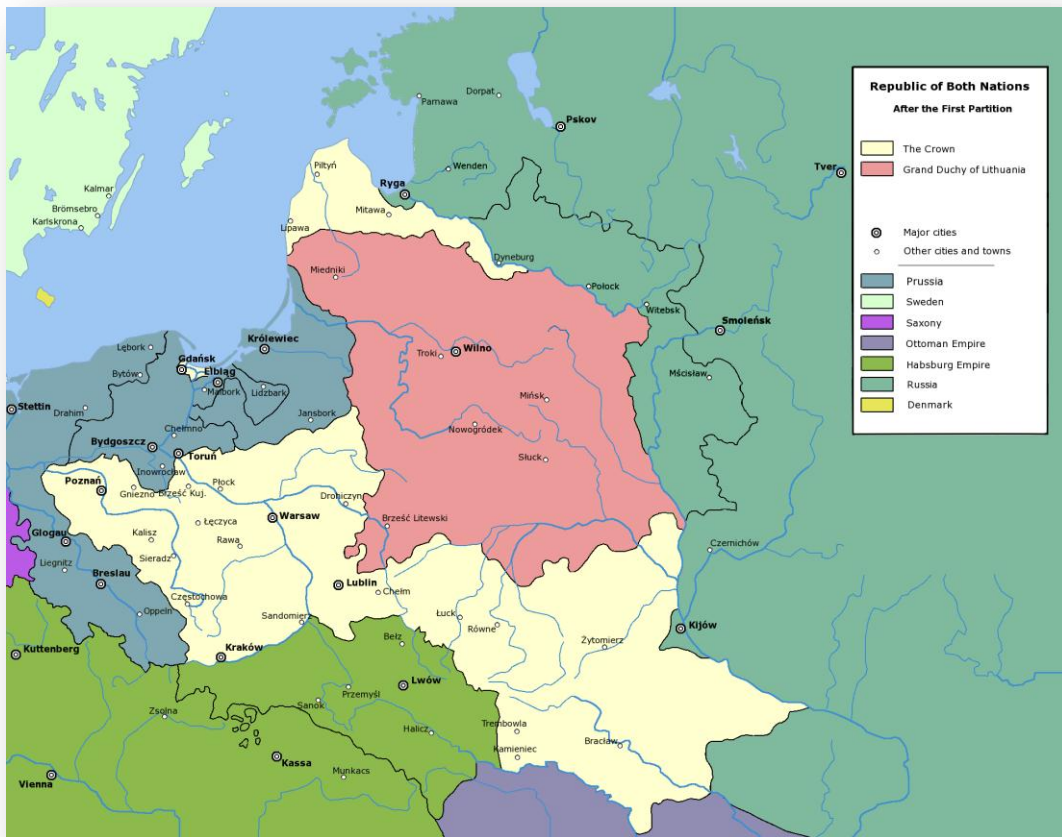 Republic of Both Nations
After the First Partition
The Crown
Grand Duchy of Lithuania
Major cities
Other cities and towns
Prussia
Sweden
Saxony
Ottoman Empire
Habsburg Empire
Russia
Denmark
Parnawa
Dorpat
Pskov
Piltyń
Wenden
Tver
Ryga
Kalmar
Brömsebro
Karlskrona
Mitawa
Lipawa
Dyneburg
Miedniki
Połock
Witebsk
Smoleńsk
Lębork
Królewiec
Wilno
Troki
Gdańsk
Bytów
Elbląg
Malbork
Lidzbark
Mścisław
Stettin
Drahim
Mińsk
Jansbork
Nowogródek
Chełmno
Bydgoszcz
Toruń
Słuck
Inowrocław
Poznań
Gniezno
Brześć Kuj.
Płock
Drohiczyn
Łęczyca
Warsaw
Brześć Litewski
Glogau
Kalisz
Rawa
Czernichów
Sieradz
Liegnitz
Breslau
Lublin
Chełm
Częstochowa
Oppeln
Sandomierz
Łuck
Równe
Kijów
Bełz
Żytomierz
Kuttenberg
Kraków
Lwów
Przemyśl
Sanok
Zsolna
Halicz
Trembowla
Bracław
Kamieniec
Kassa
Munkacs
Vienna